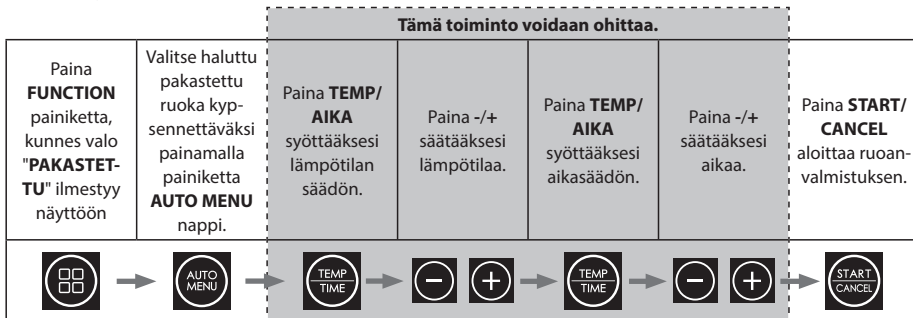 Tämä toiminto voidaan ohittaa.
Paina
FUNCTION
painiketta,
kunnes valo
"PAKASTET-
TU" ilmestyy
näyttöön
Valitse haluttu
pakastettu
ruoka kyp-
sennettäväksi
painamalla
painiketta
AUTO MENU
nappi.
Paina TEMP/
AIKA
syöttääksesi
lämpötilan
säädön.
Paina -/+
säätääksesi
lämpötilaa.
Paina TEMP/
AIKA
syöttääksesi
aikasäädön.
Paina -/+
säätääksesi
aikaa.
Paina START/
CANCEL
aloittaa ruoan-
valmistuksen.
AUTO
MENU
TEMP
TIME
- +
TEMP
TIME
- +
START
CANCEL